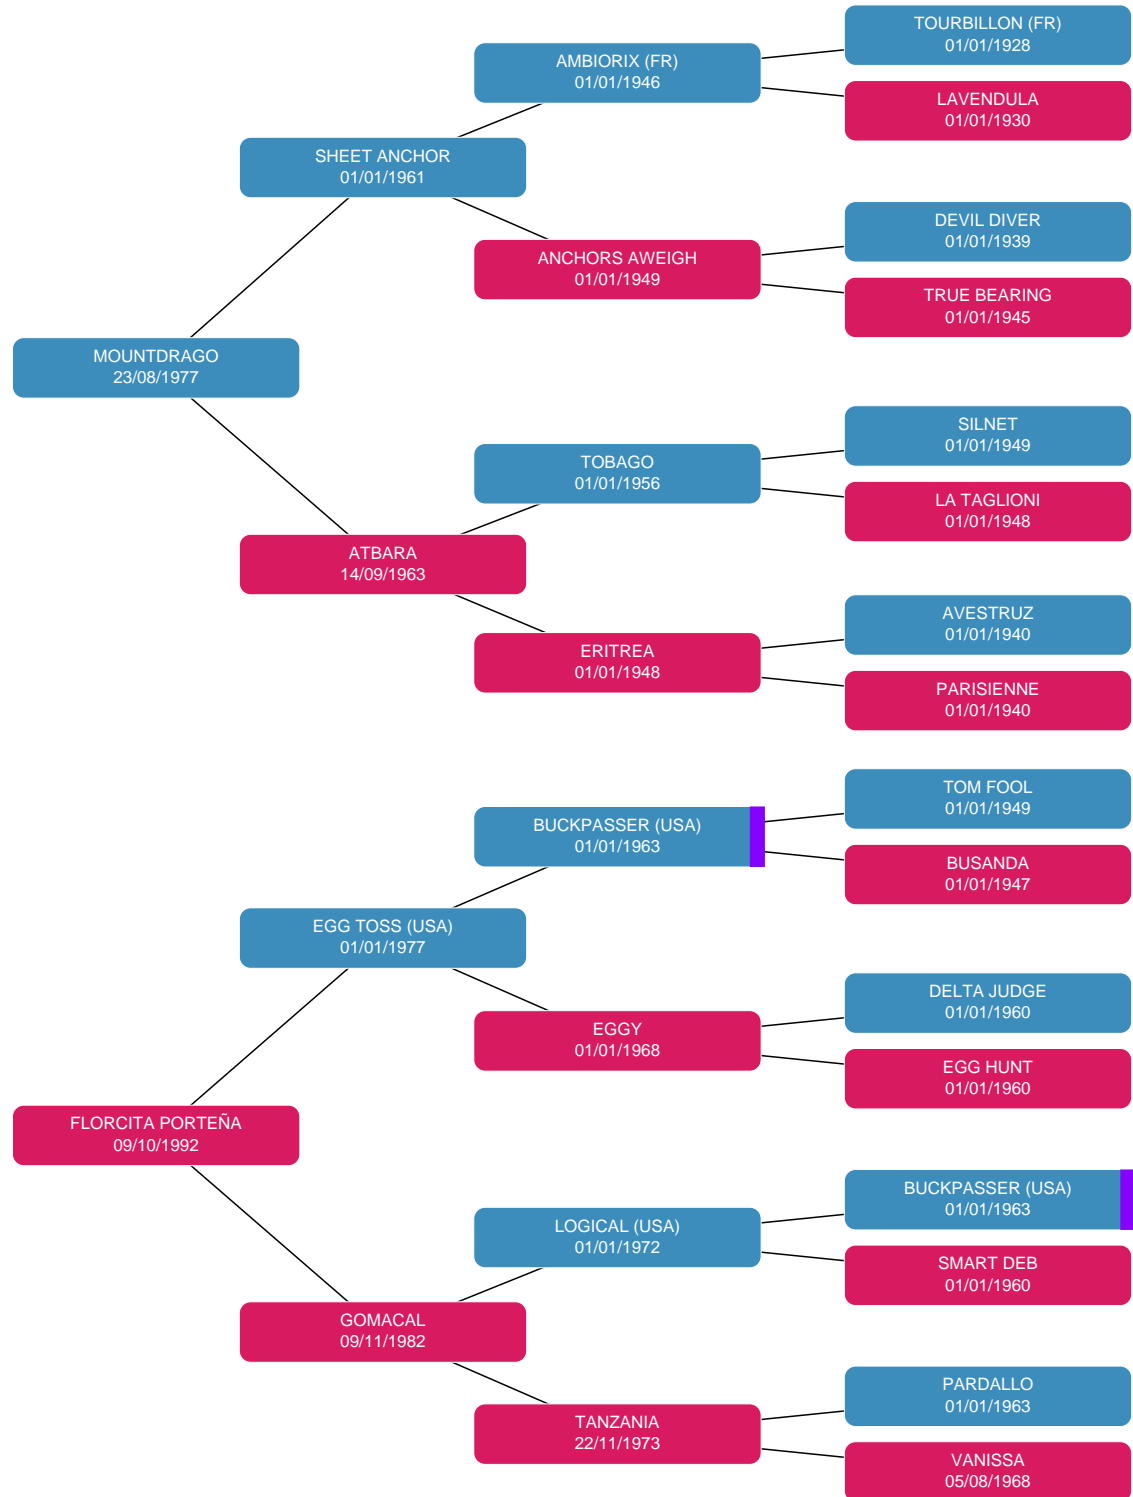 TOURBILLON (FR)
01/01/1928
AMBIORIX (FR)
01/01/1946
LAVENDULA
01/01/1930
SHEET ANCHOR
01/01/1961
DEVIL DIVER
01/01/1939
ANCHORS AWEIGH
01/01/1949
TRUE BEARING
01/01/1945
MOUNTDRAGO
23/08/1977
SILNET
01/01/1949
TOBAGO
01/01/1956
LA TAGLIONI
01/01/1948
ATBARA
14/09/1963
AVESTRUZ
01/01/1940
ERITREA
01/01/1948
PARISIENNE
01/01/1940
TOM FOOL
01/01/1949
BUCKPASSER (USA)
01/01/1963
BUSANDA
01/01/1947
EGG TOSS (USA)
01/01/1977
DELTA JUDGE
01/01/1960
EGGY
01/01/1968
EGG HUNT
01/01/1960
FLORCITA PORTEÑA
09/10/1992
BUCKPASSER (USA)
01/01/1963
LOGICAL (USA)
01/01/1972
SMART DEB
01/01/1960
GOMACAL
09/11/1982
PARDALLO
01/01/1963
TANZANIA
22/11/1973
VANISSA
05/08/1968